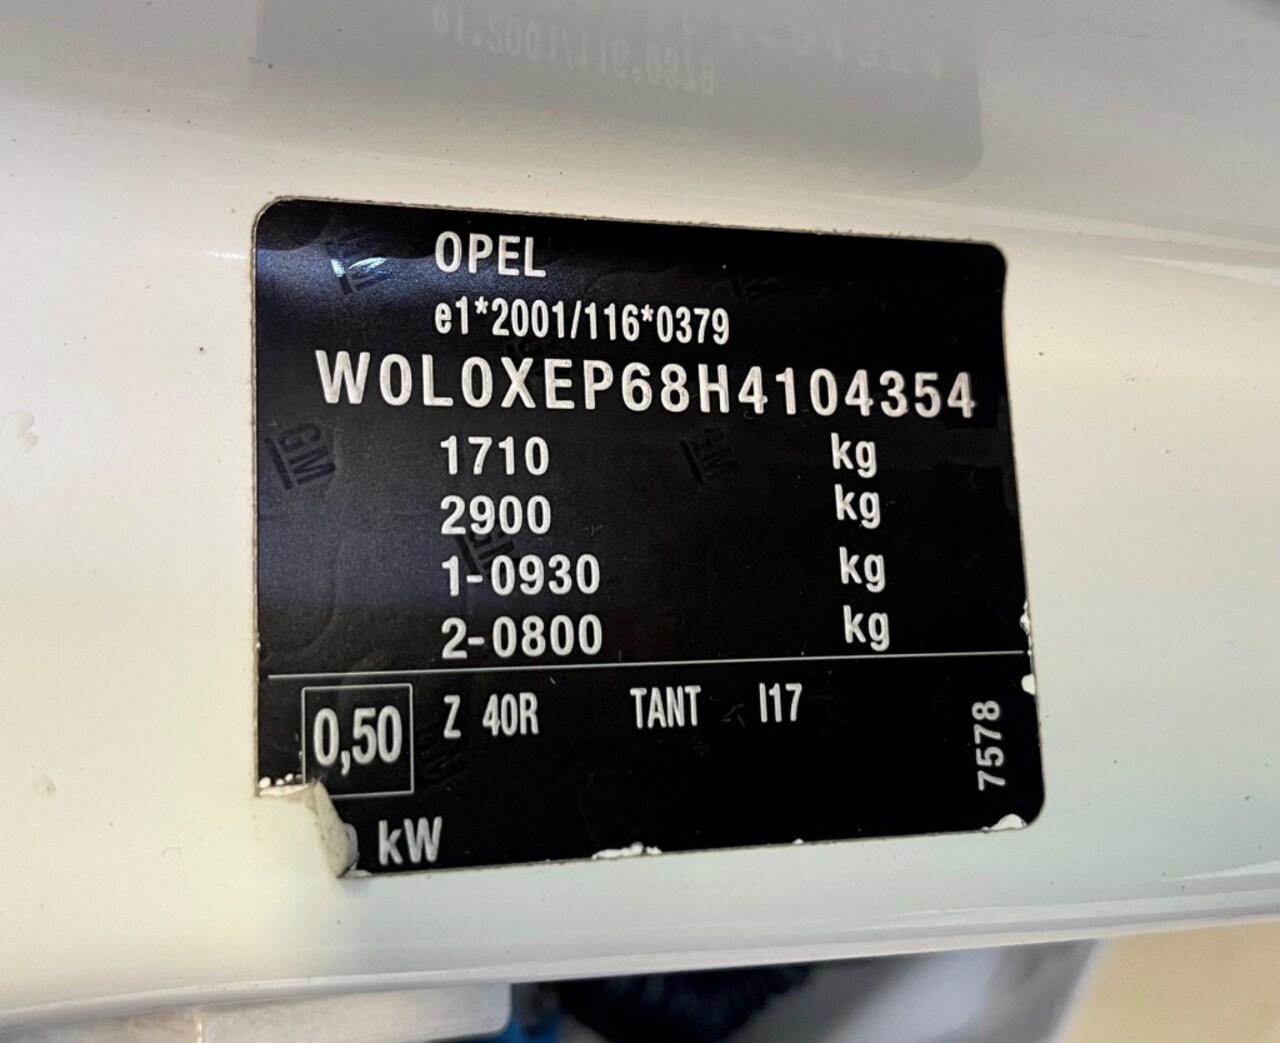 OPEL
e1*2001/116*0379
W0L0XEP68H4104354
1710 kg
2900 kg
1-0930 kg
2-0800 kg
0,50 Z 40R TANT I17
7578
kW